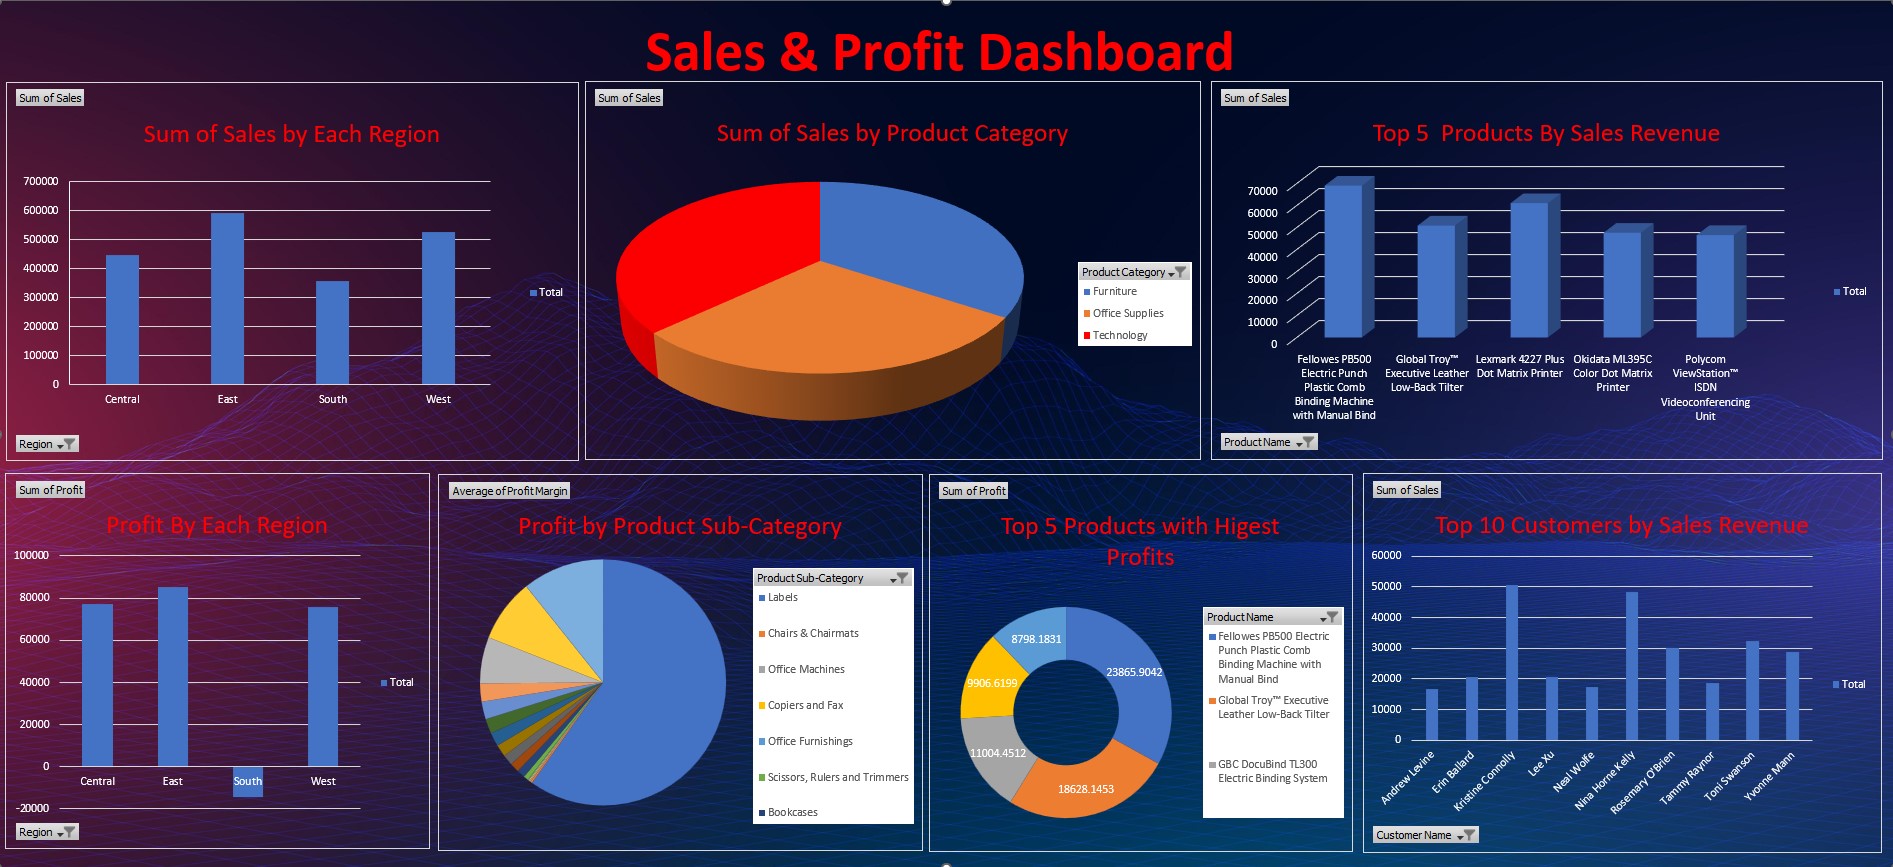 Sales & Profit Dashboard
Sum of Sales
Sum of Sales by Each Region
700000
600000
500000
400000
300000
200000
100000
0
Central
East
South
West
Total
Region
Sum of Sales
Sum of Sales by Product Category
Product Category
Furniture
Office Supplies
Technology
Sum of Sales
Top 5 Products By Sales Revenue
70000
60000
50000
40000
30000
20000
10000
0
Fellowes PB500
Electric Punch
Plastic Comb
Binding Machine
with Manual Bind
Global Troy™
Executive Leather
Low-Back Tilter
Lexmark 4227 Plus
Dot Matrix Printer
Okidata ML395C
Color Dot Matrix
Printer
Polycom
ViewStation™
ISDN
Videoconferencing
Unit
Total
Product Name
Sum of Profit
Profit By Each Region
100000
80000
60000
40000
20000
0
-20000
Central
East
South
West
Total
Region
Average of Profit Margin
Profit by Product Sub-Category
Product Sub-Category
Labels
Chairs & Chairmats
Office Machines
Copiers and Fax
Office Furnishings
Scissors, Rulers and Trimmers
Bookcases
Sum of Profit
Top 5 Products with Higest
Profits
8798.1831
23865.9042
9906.6199
11004.4512
18628.1453
Product Name
Fellowes PB500 Electric
Punch Plastic Comb
Binding Machine with
Manual Bind
Global Troy™ Executive
Leather Low-Back Tilter
GBC DocuBind TL300
Electric Binding System
Sum of Sales
Top 10 Customers by Sales Revenue
60000
50000
40000
30000
20000
10000
0
Andrew Levine
Erin Ballard
Kristine Connolly
Lee Xu
Neal Wolfe
Nina Horne Kelly
Rosemary O'Brien
Tammy Raynor
Toni Swanson
Yvonne Mann
Total
Customer Name